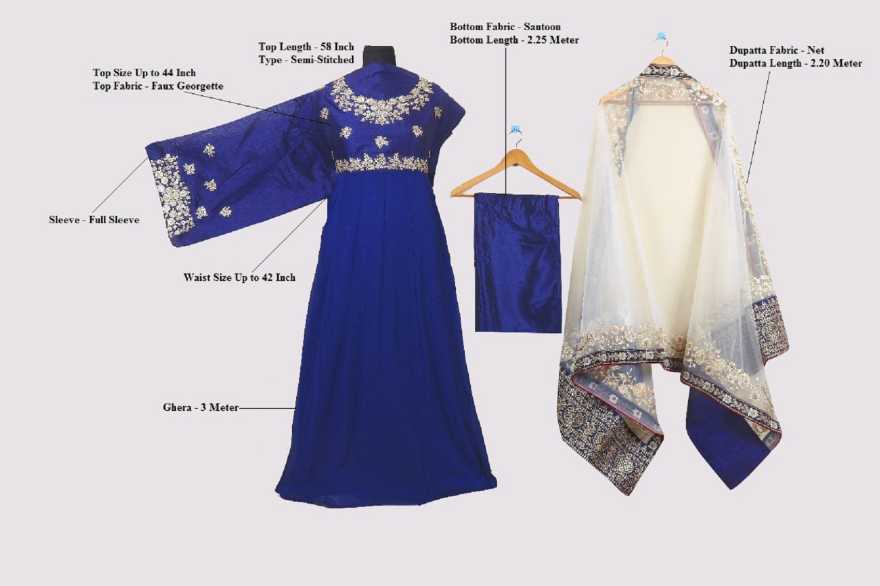 Bottom Fabric - Santoon
Bottom Length - 2.25 Meter
Top Length - 58 Inch
Type - Semi-Stitched
Dupatta Fabric - Net
Dupatta Length - 2.20 Meter
Top Size Up to 44 Inch
Top Fabric - Faux Georgette
Sleeve - Full Sleeve
Waist Size Up to 42 Inch
Ghera - 3 Meter